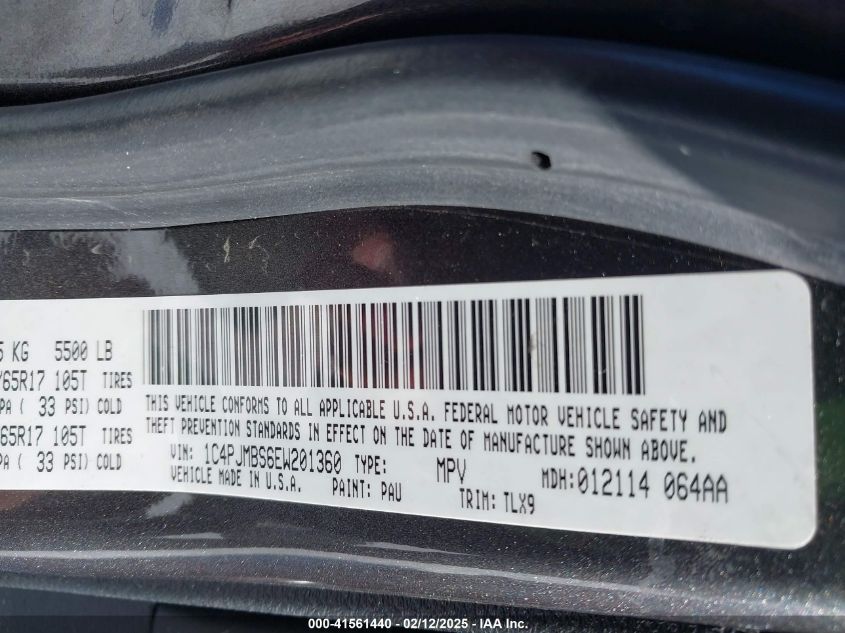 5 KG 5500 LB
/65R17 105T TIRES
PA ( 33 PSI) COLD
65R17 105T TIRES
PA ( 33 PSI) COLD
THIS VEHICLE CONFORMS TO ALL APPLICABLE U.S.A. FEDERAL MOTOR VEHICLE SAFETY AND
THEFT PREVENTION STANDARDS IN EFFECT ON THE DATE OF MANUFACTURE SHOWN ABOVE.
VIN: 1C4PJMBS6EW201360 TYPE: MPV MDH:012114 064AA
VEHICLE MADE IN U.S.A. PAINT: PAU TRIM: TLX9
000-41561440 - 02/12/2025 - IAA Inc.